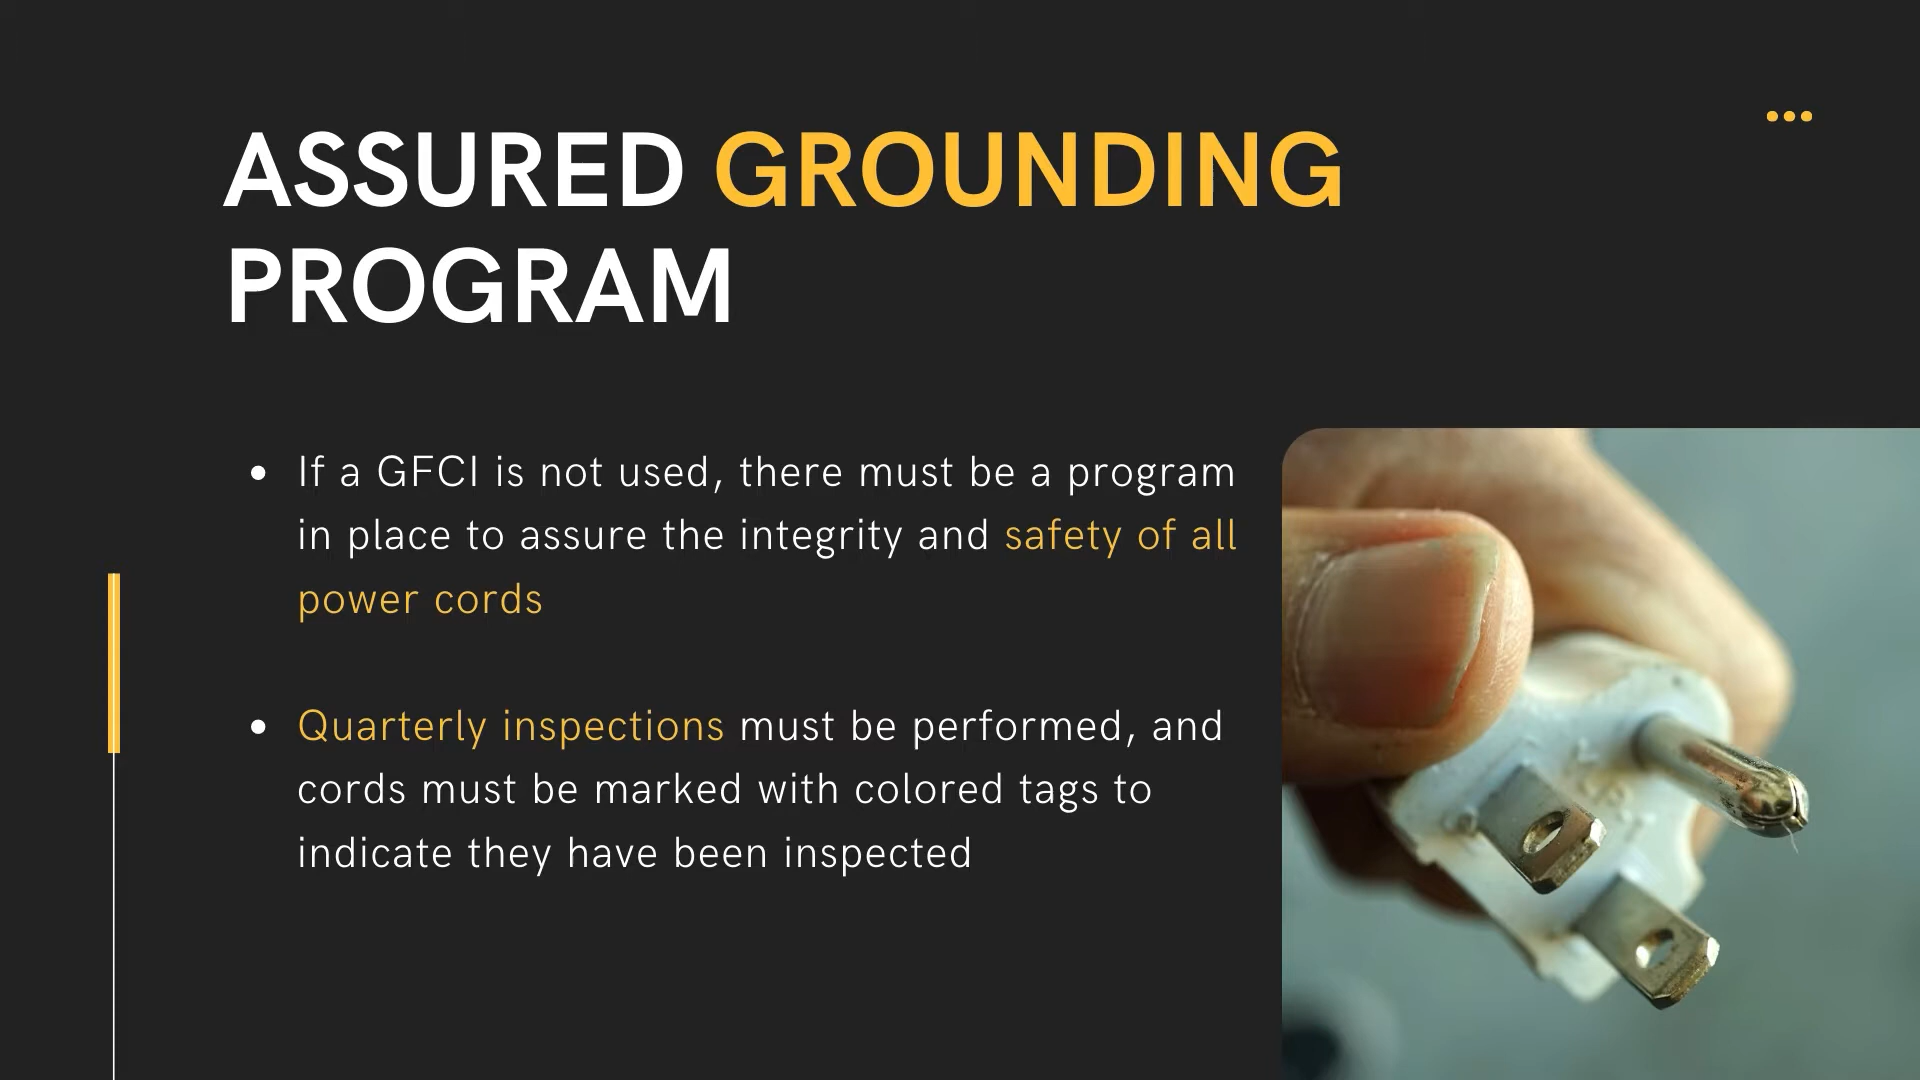 ASSURED GROUNDING
PROGRAM
If a GFCI is not used, there must be a program
in place to assure the integrity and safety of all
power cords
Quarterly inspections must be performed, and
cords must be marked with colored tags to
indicate they have been inspected